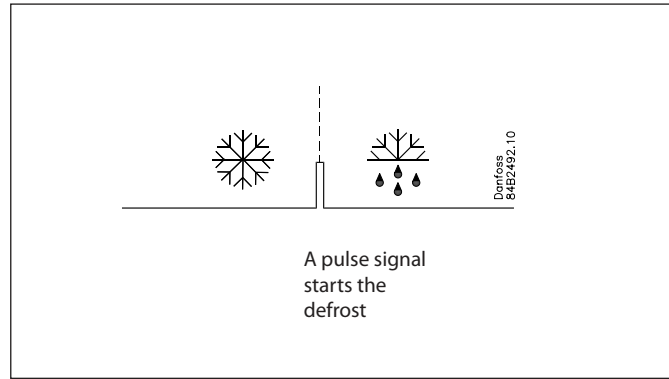 Danfoss
84B2492.10
A pulse signal
starts the
defrost